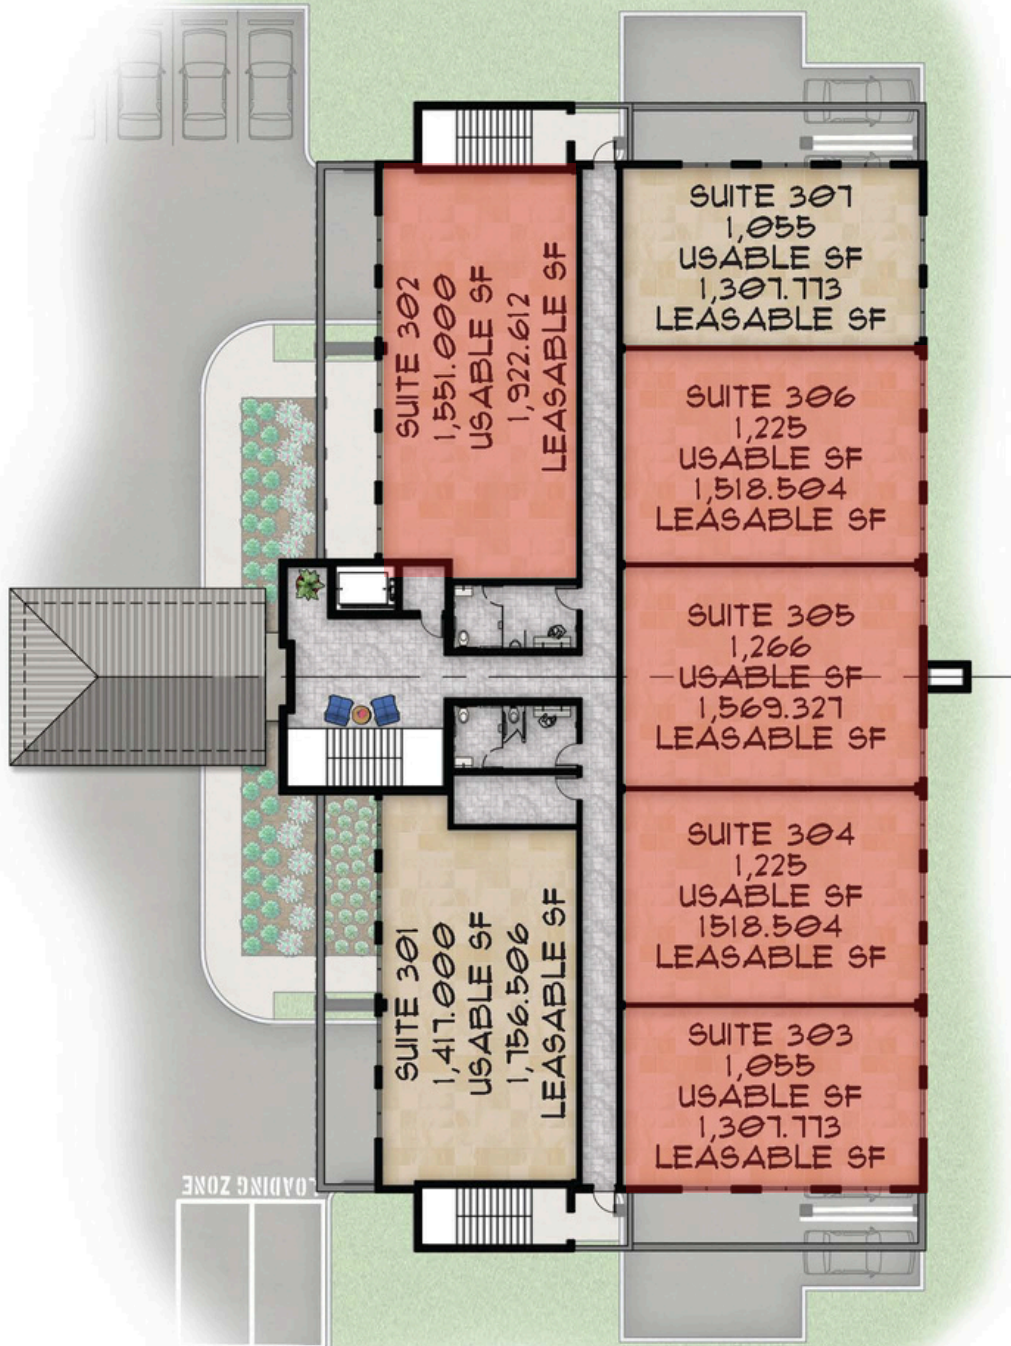 SUITE 302
1,551.000
USABLE SF
1,922.612
LEASABLE SF
SUITE 307
1,055
USABLE SF
1,307.773
LEASABLE SF
SUITE 306
1,225
USABLE SF
1,518.504
LEASABLE SF
SUITE 305
1,266
USABLE SF
1,569.327
LEASABLE SF
SUITE 304
1,225
USABLE SF
1518.504
LEASABLE SF
SUITE 301
1,417.000
USABLE SF
1,756.506
LEASABLE SF
SUITE 303
1,055
USABLE SF
1,307.773
LEASABLE SF
LOADING ZONE